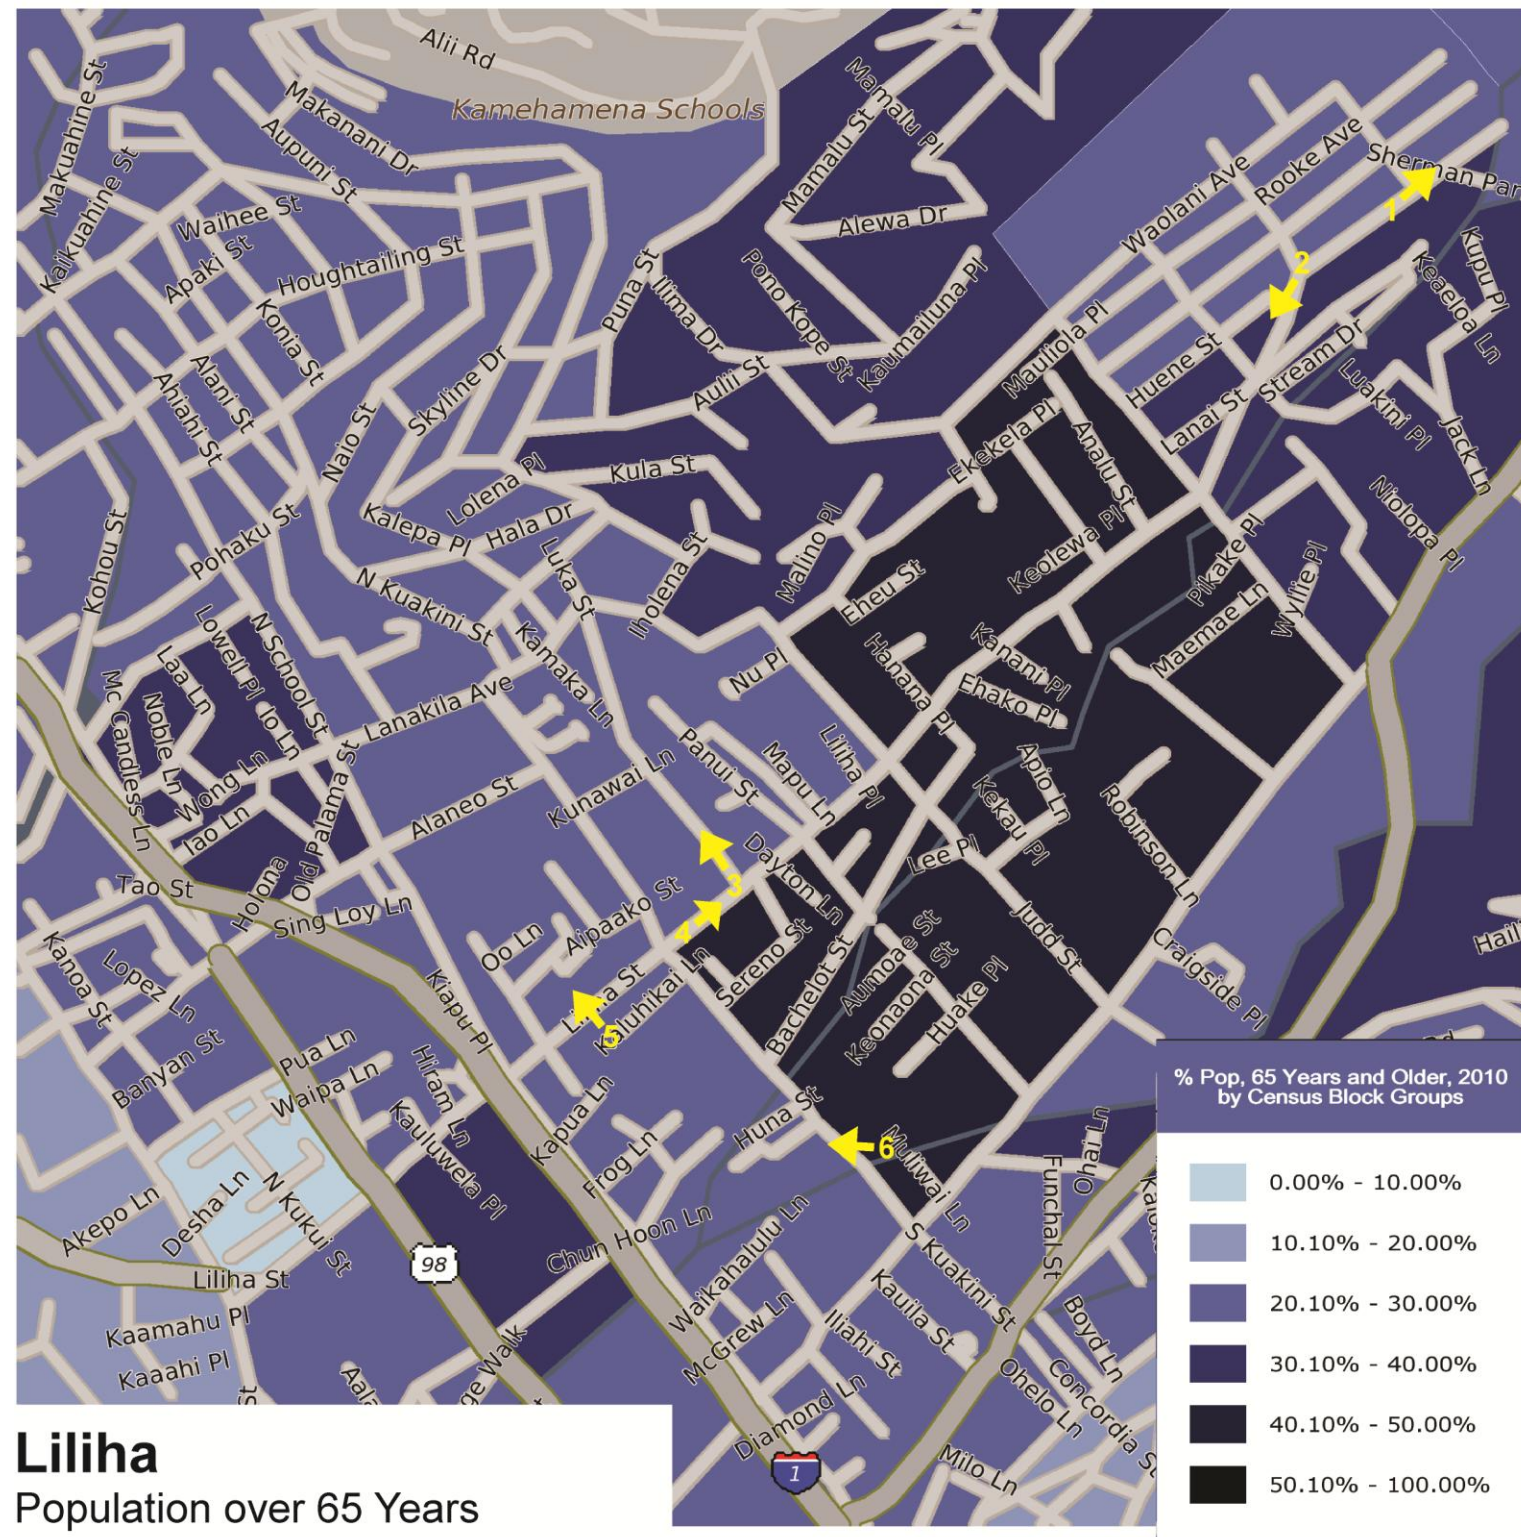 Alii Rd
Kamehamena Schools
Makuahine St
Makanani Dr
Aupuni St
Kaikuahine St
Waihee St
Apaki St
Houghtailing St
Konia St
Alani St
Ahiahi St
Naio St
Skyline Dr
Puna St
Ilima Dr
Mamalu St
Mamalu Pl
Alewa Dr
Pono Kope St
Kaumailuna Pl
Aulii St
Waolani Ave
Rooke Ave
Sherman Par
1
2
Mauliola Pl
Huene St
Lanai St
Stream Dr
Keaeloa Ln
Kupu Pl
Luakini Pl
Jack Ln
Niolopa Pl
Ekekela Pl
Analu St
Keolewa Pl
Pikake Pl
Wyllie Pl
Maemae Ln
Kula St
Lolena Pl
Hala Dr
Kalepa Pl
Luka St
Iholena St
Malino Pl
Eheu St
Kohou St
Pohaku St
N Kuakini St
Kamaka Ln
Nu Pl
Hanana Pl
Kanani Pl
Ehako Pl
Lowell Pl
N School St
Laa Ln
Io Ln
Mc Candless Ln
Noble Ln
Wong Ln
Iao Ln
Old Palama St
Lanakila Ave
Alaneo St
Kunawai Ln
Panui St
Mapu Ln
Liliha Pl
Apio Ln
Kekau Pl
Robinson Ln
Lee Pl
Dayton Ln
3
4
Tao St
Holona
Sing Loy Ln
Oo Ln
Aipaako St
Liliha St
Kaluhikai Ln
5
Sereno St
Bachelot St
Aumoae St
Keonaona St
Huake Pl
Judd St
Craigside Pl
Haili
Kanoa St
Lopez Ln
Banyan St
Kiapu Pl
Pua Ln
Waipa Ln
Hiram Ln
Kauluwela Pl
Kapua Ln
Frog Ln
Huna St
6
Muliwai Ln
Funchal St
Ohai Ln
Akepo Ln
Desha Ln
N Kukui St
Liliha St
98
Chun Hoon Ln
Waikahalulu Ln
McGrew Ln
Iliahi St
Kauila St
S Kuakini St
Boyd Ln
Concordia St
Ohelo Ln
Kaamahu Pl
Kaaahi Pl
St
Aala
ge Walk
Diamond Ln
Milo Ln
1
% Pop, 65 Years and Older, 2010
by Census Block Groups
0.00% - 10.00%
10.10% - 20.00%
20.10% - 30.00%
30.10% - 40.00%
40.10% - 50.00%
50.10% - 100.00%
Liliha
Population over 65 Years